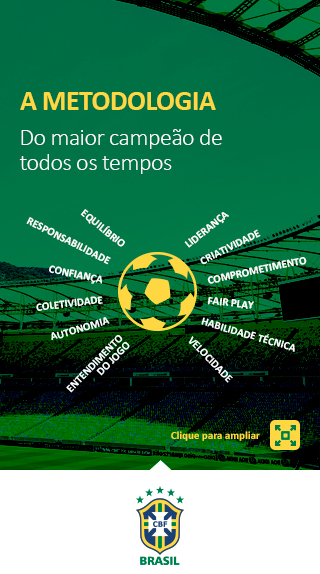 A METODOLOGIA
Do maior campeão de
todos os tempos
EQUILÍBRIO
RESPONSABILIDADE
CONFIANÇA
COLETIVIDADE
AUTONOMIA
ENTENDIMENTO
DO JOGO
LIDERANÇA
CRIATIVIDADE
COMPROMETIMENTO
FAIR PLAY
HABILIDADE TÉCNICA
VELOCIDADE
Clique para ampliar
CBF
BRASIL